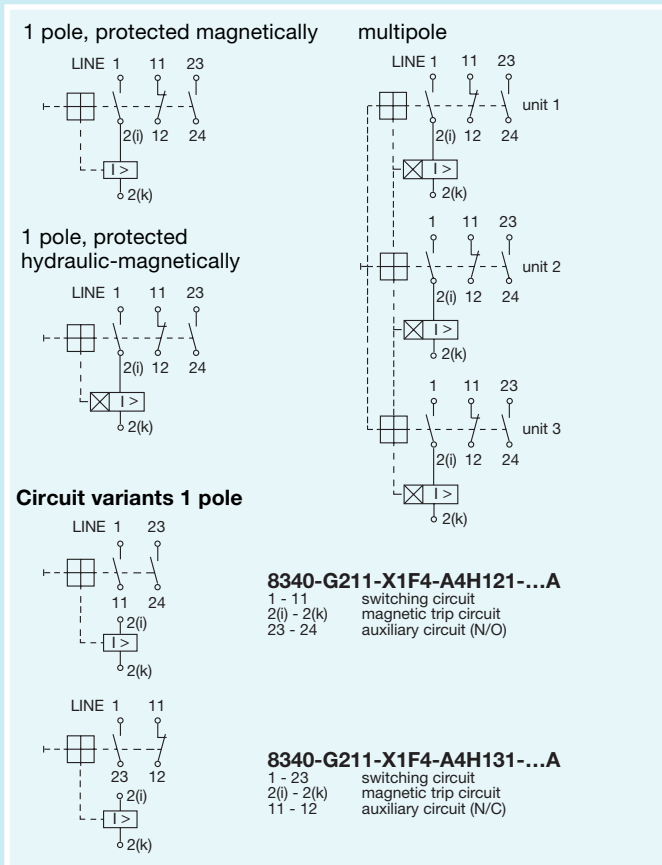 1 pole, protected magnetically
LINE 1 11 23
2(i) 12 24
I >
2(k)
1 pole, protected
hydraulic-magnetically
LINE 1 11 23
2(i) 12 24
I >
2(k)
multipole
LINE 1 11 23
unit 1
2(i) 12 24
I >
2(k)
1 11 23
unit 2
2(i) 12 24
I >
2(k)
1 11 23
unit 3
2(i) 12 24
I >
2(k)
Circuit variants 1 pole
LINE 1 23
11 24
2(i)
I >
2(k)
8340-G211-X1F4-A4H121-...A
1 - 11 switching circuit
2(i) - 2(k) magnetic trip circuit
23 - 24 auxiliary circuit (N/O)
LINE 1 11
23 12
2(i)
I >
2(k)
8340-G211-X1F4-A4H131-...A
1 - 23 switching circuit
2(i) - 2(k) magnetic trip circuit
11 - 12 auxiliary circuit (N/C)